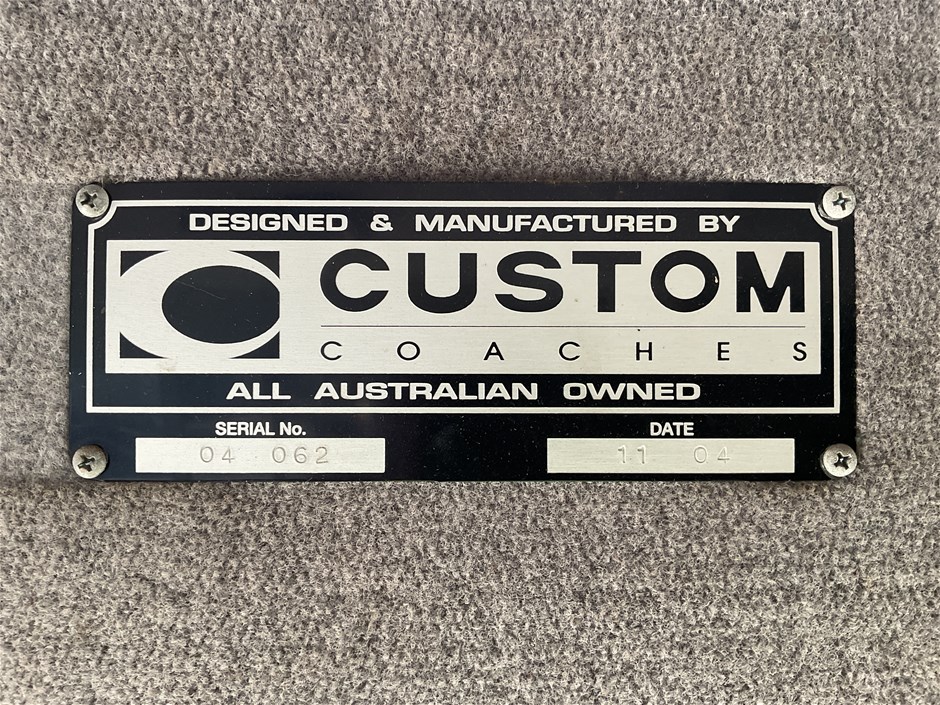 DESIGNED & MANUFACTURED BY
CUSTOM
COACHES
ALL AUSTRALIAN OWNED
SERIAL No. DATE
04 062 11 04